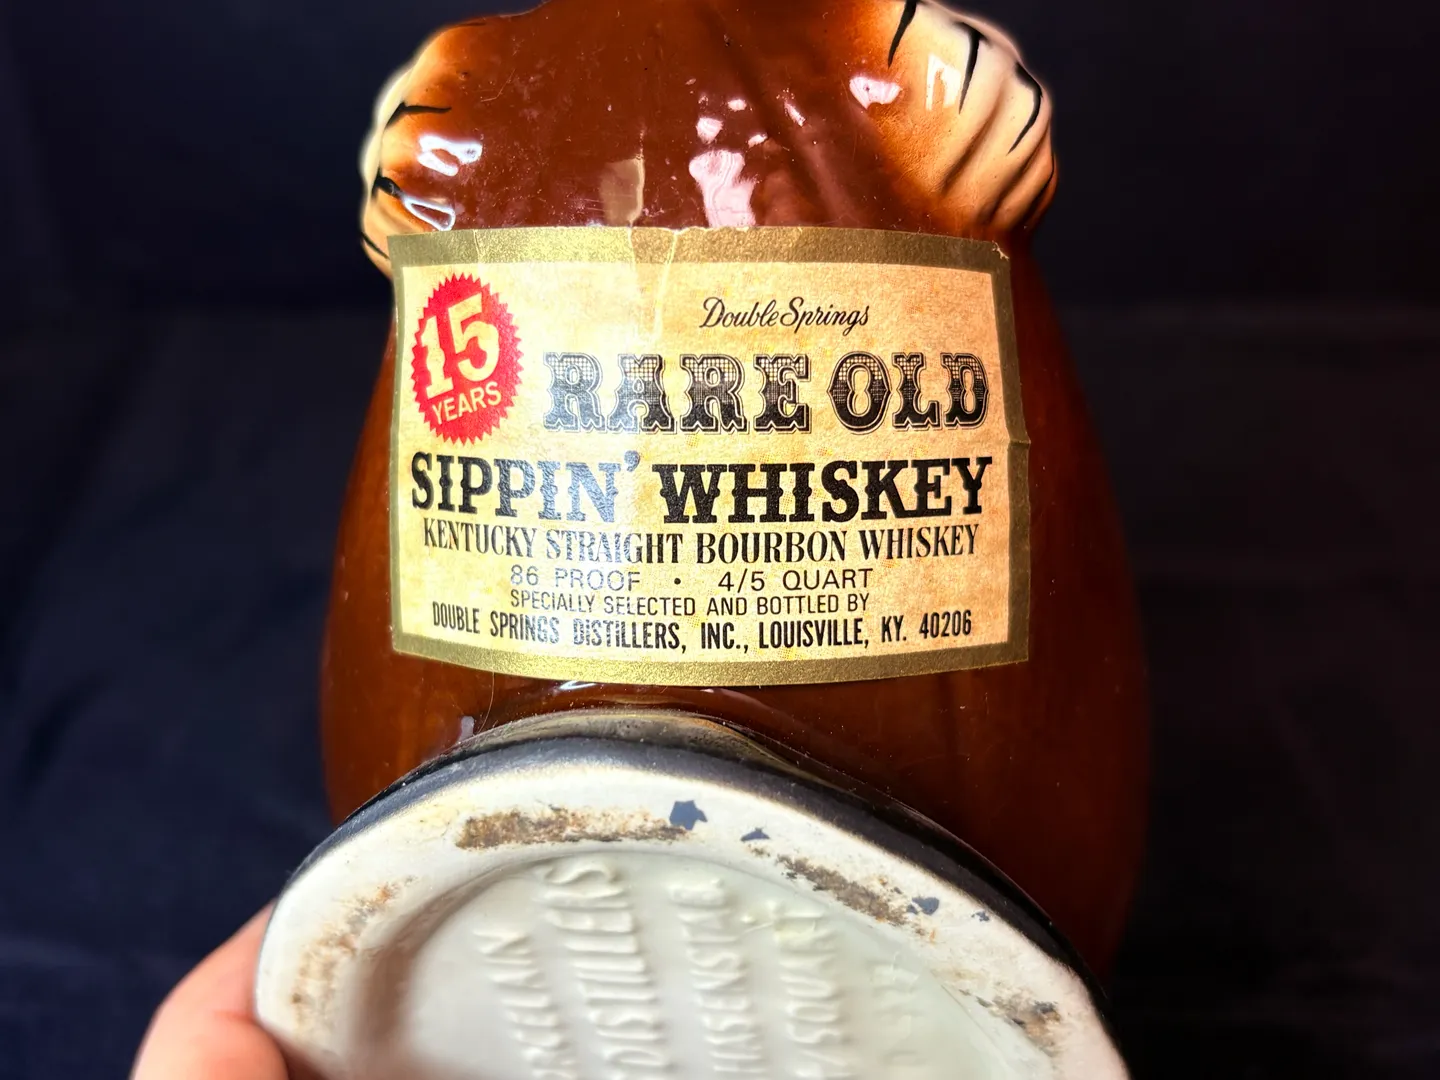 15
YEARS
Double Springs
RARE OLD
SIPPIN' WHISKEY
KENTUCKY STRAIGHT BOURBON WHISKEY
86 PROOF • 4/5 QUART
SPECIALLY SELECTED AND BOTTLED BY
DOUBLE SPRINGS DISTILLERS, INC., LOUISVILLE, KY. 40206